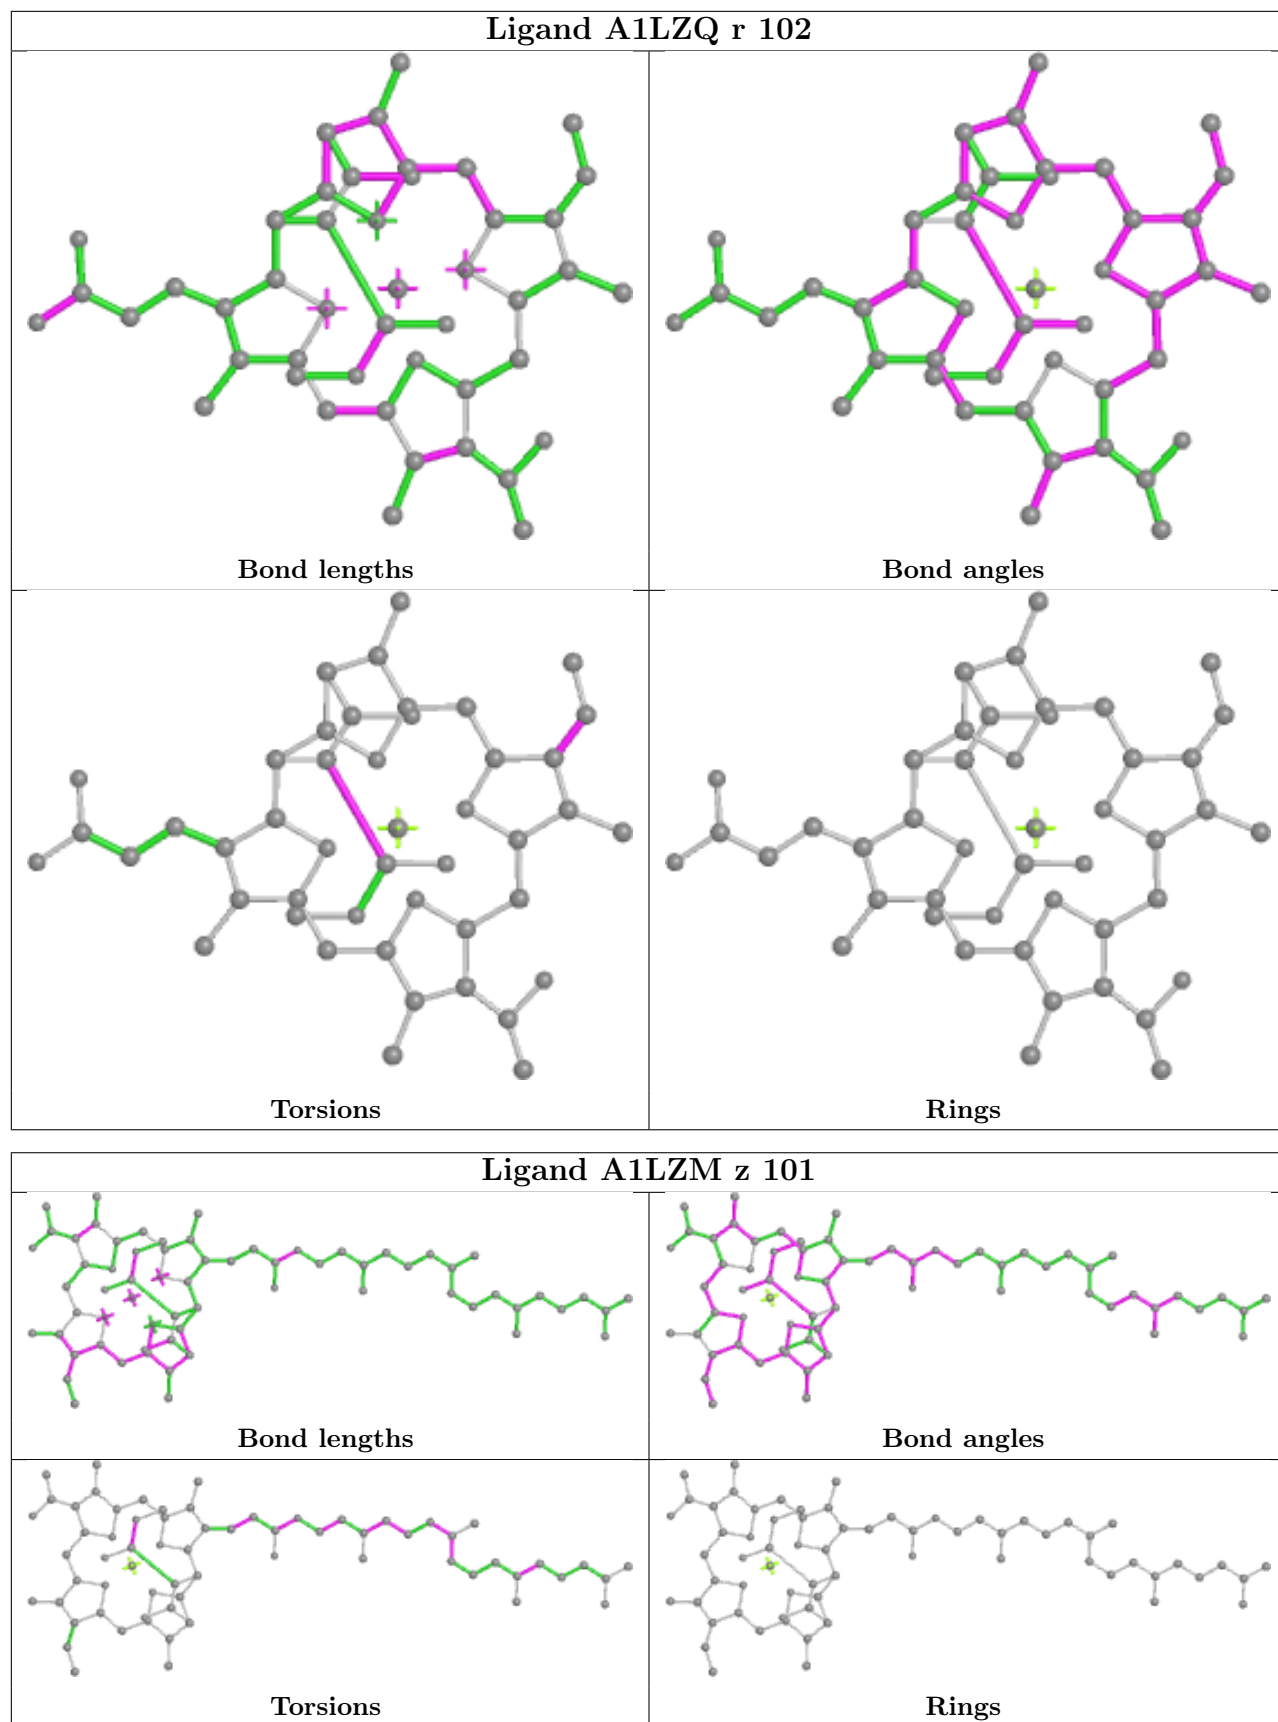 Ligand A1LZQ r 102
Bond lengths
Bond angles
Torsions
Rings
Ligand A1LZM z 101
Bond lengths
Bond angles
Torsions
Rings